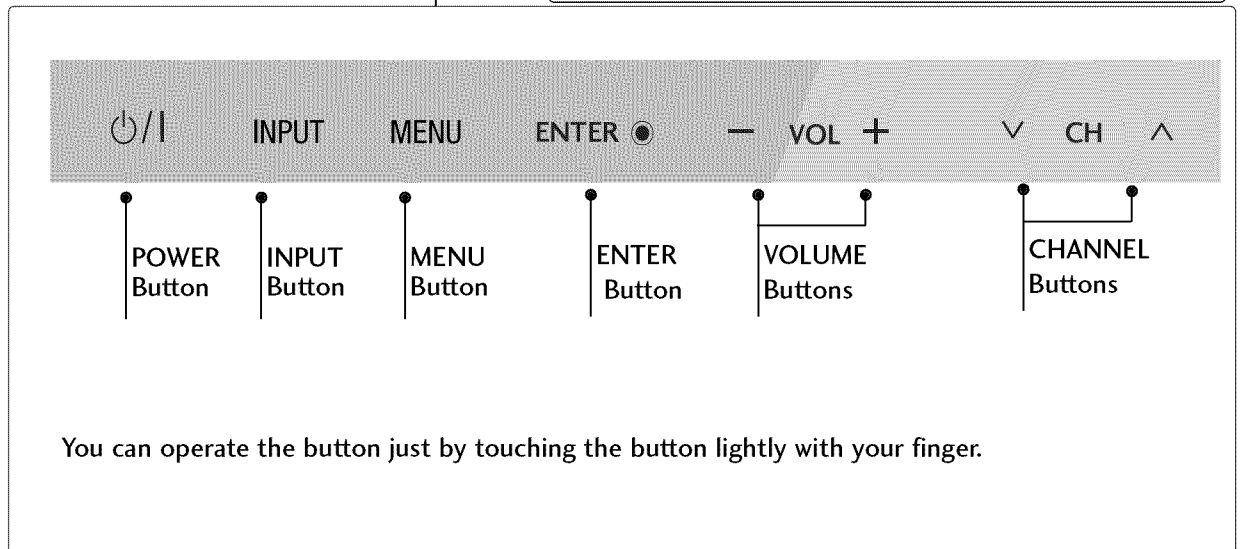 ⏻/I INPUT MENU ENTER ◉ − VOL + ∨ CH ∧
POWER Button
INPUT Button
MENU Button
ENTER Button
VOLUME Buttons
CHANNEL Buttons
You can operate the button just by touching the button lightly with your finger.